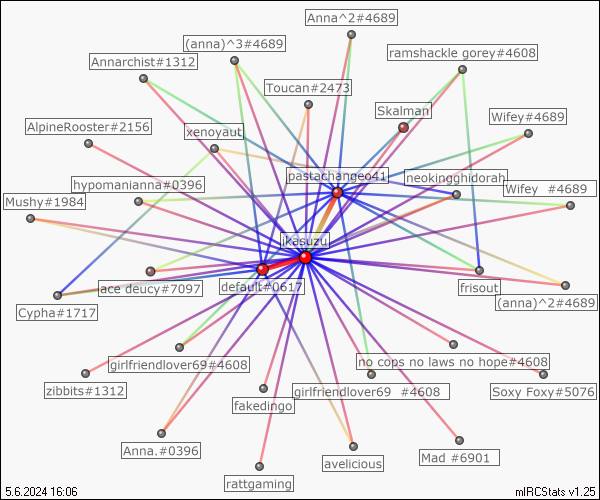 Anna^2#4689
(anna)^3#4689
ramshackle gorey#4608
Annarchist#1312
Toucan#2473
Skalman
Wifey#4689
AlpineRooster#2156
xenoyaut
pastachangeo41
neokingghidorah
hypomanianna#0396
Wifey  #4689
Mushy#1984
ikasuzu
ace deucy#7097
default#0617
frisout
(anna)^2#4689
Cypha#1717
girlfriendlover69#4608
no cops no laws no hope#4608
zibbits#1312
fakedingo
girlfriendlover69  #4608
Soxy Foxy#5076
Anna.#0396
avelicious
Mad #6901
rattgaming
5.6.2024 16:06
mIRCStats v1.25